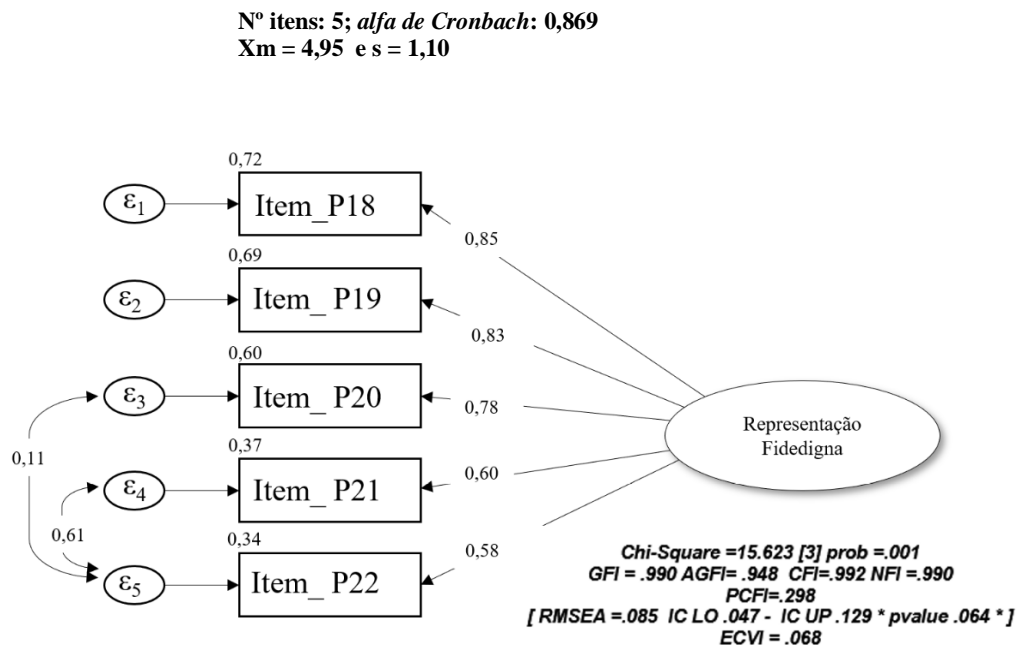 Nº itens: 5; alfa de Cronbach: 0,869
Xm = 4,95 e s = 1,10
0,72
ε1
Item_P18
0,85
0,69
ε2
Item_ P19
0,83
0,60
ε3
Item_ P20
0,78
Representação
Fidedigna
0,11
0,37
ε4
Item_ P21
0,60
0,61
0,34
ε5
Item_ P22
0,58
Chi-Square =15.623 [3] prob =.001
GFI = .990 AGFI= .948 CFI=.992 NFI =.990
PCFI=.298
[ RMSEA =.085 IC LO .047 - IC UP .129 * pvalue .064 * ]
ECVI = .068